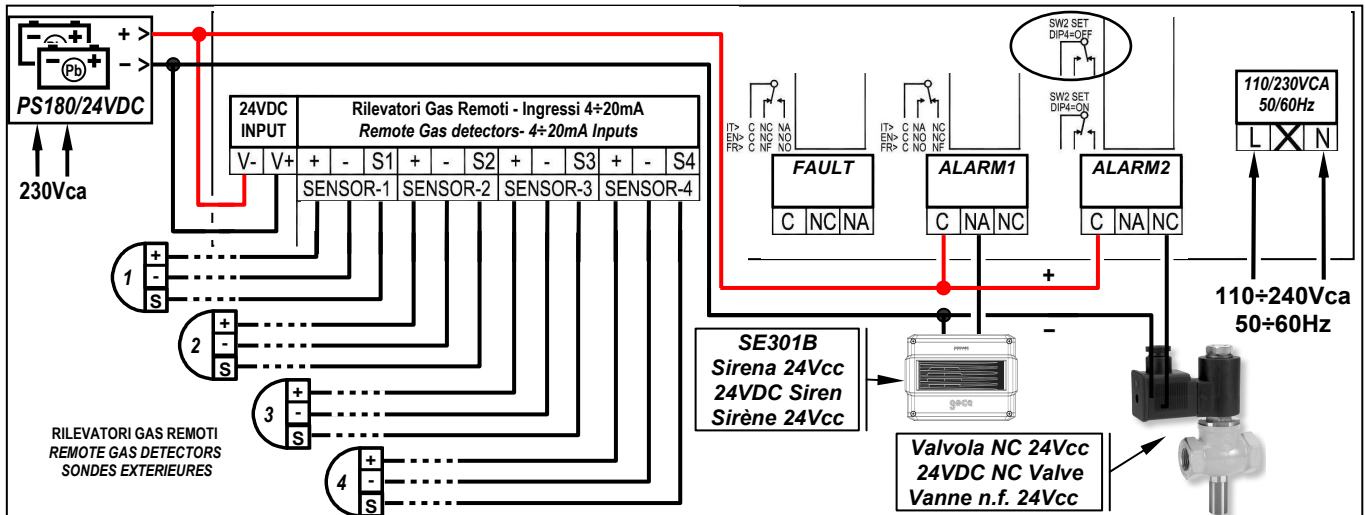 - + + >
- Pb + - >
PS180/24VDC
230Vca
24VDC
INPUT
Rilevatori Gas Remoti - Ingressi 4÷20mA
Remote Gas detectors- 4÷20mA Inputs
V- V+ + - S1 + - S2 + - S3 + - S4
SENSOR-1 SENSOR-2 SENSOR-3 SENSOR-4
1 + - S
2 + - S
3 + - S
4 + - S
RILEVATORI GAS REMOTI
REMOTE GAS DETECTORS
SONDES EXTERIEURES
IT> C NC NA
EN> C NC NO
FR> C NF NO
FAULT
C NC NA
IT> C NA NC
EN> C NO NC
FR> C NO NF
ALARM1
C NA NC
SW2 SET
DIP4=OFF
SW2 SET
DIP4=ON
ALARM2
C NA NC
110/230VCA
50/60Hz
L X N
110÷240Vca
50÷60Hz
+
–
SE301B
Sirena 24Vcc
24VDC Siren
Sirène 24Vcc
geca
Valvola NC 24Vcc
24VDC NC Valve
Vanne n.f. 24Vcc